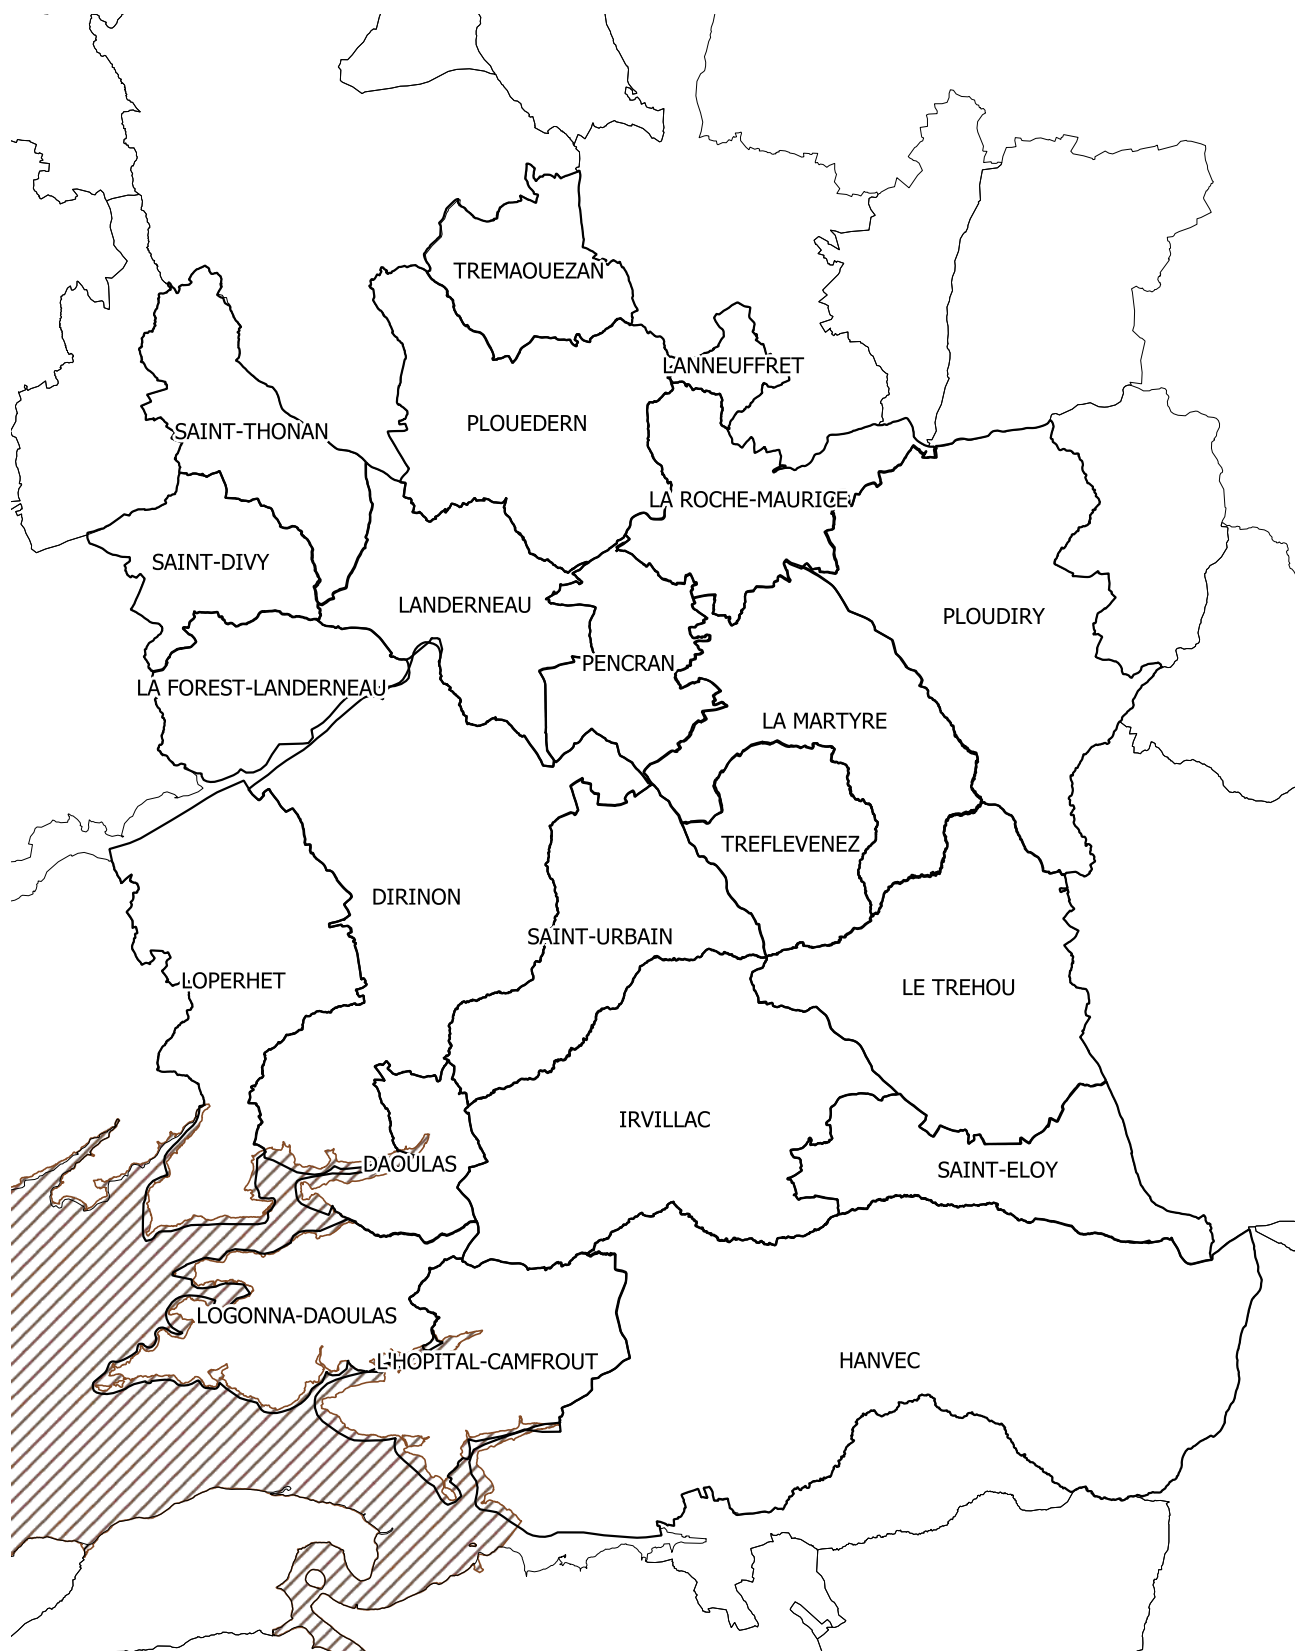 TREMAOUEZAN
LANNEUFFRET
PLOUEDERN
SAINT-THONAN
LA ROCHE-MAURICE
SAINT-DIVY
LANDERNEAU
PLOUDIRY
PENCRAN
LA FOREST-LANDERNEAU
LA MARTYRE
TREFLEVENEZ
DIRINON
SAINT-URBAIN
LOPERHET
LE TREHOU
IRVILLAC
DAOULAS
SAINT-ELOY
LOGONNA-DAOULAS
L'HOPITAL-CAMFROUT
HANVEC